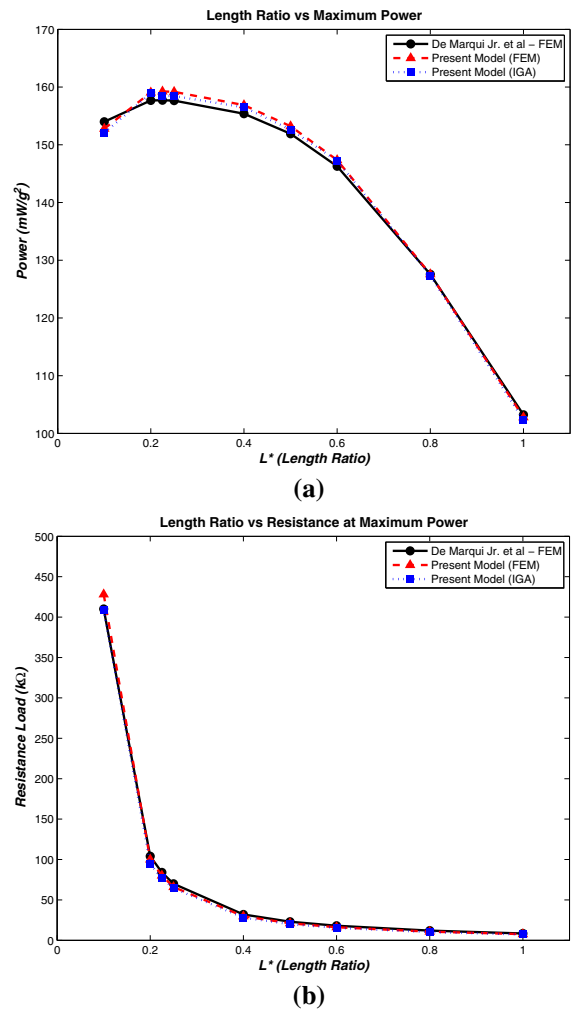 Length Ratio vs Maximum Power
170
160
150
140
130
120
110
100
Power (mW/g²)
De Marqui Jr. et al – FEM
Present Model (FEM)
Present Model (IGA)
0 0.2 0.4 0.6 0.8 1
L* (Length Ratio)
(a)
Length Ratio vs Resistance at Maximum Power
500
450
400
350
300
250
200
150
100
50
0
Resistance Load (kΩ)
De Marqui Jr. et al – FEM
Present Model (FEM)
Present Model (IGA)
0 0.2 0.4 0.6 0.8 1
L* (Length Ratio)
(b)